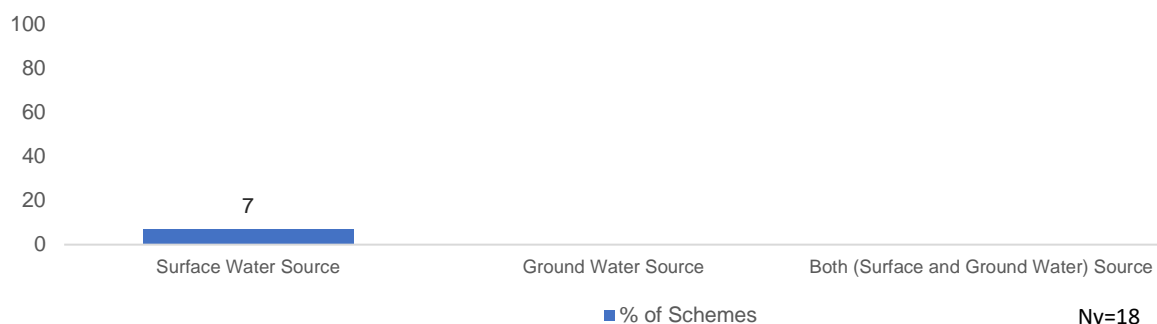 100
80
60
40
20
0
7
Surface Water Source
Ground Water Source
Both (Surface and Ground Water) Source
% of Schemes
Nv=18